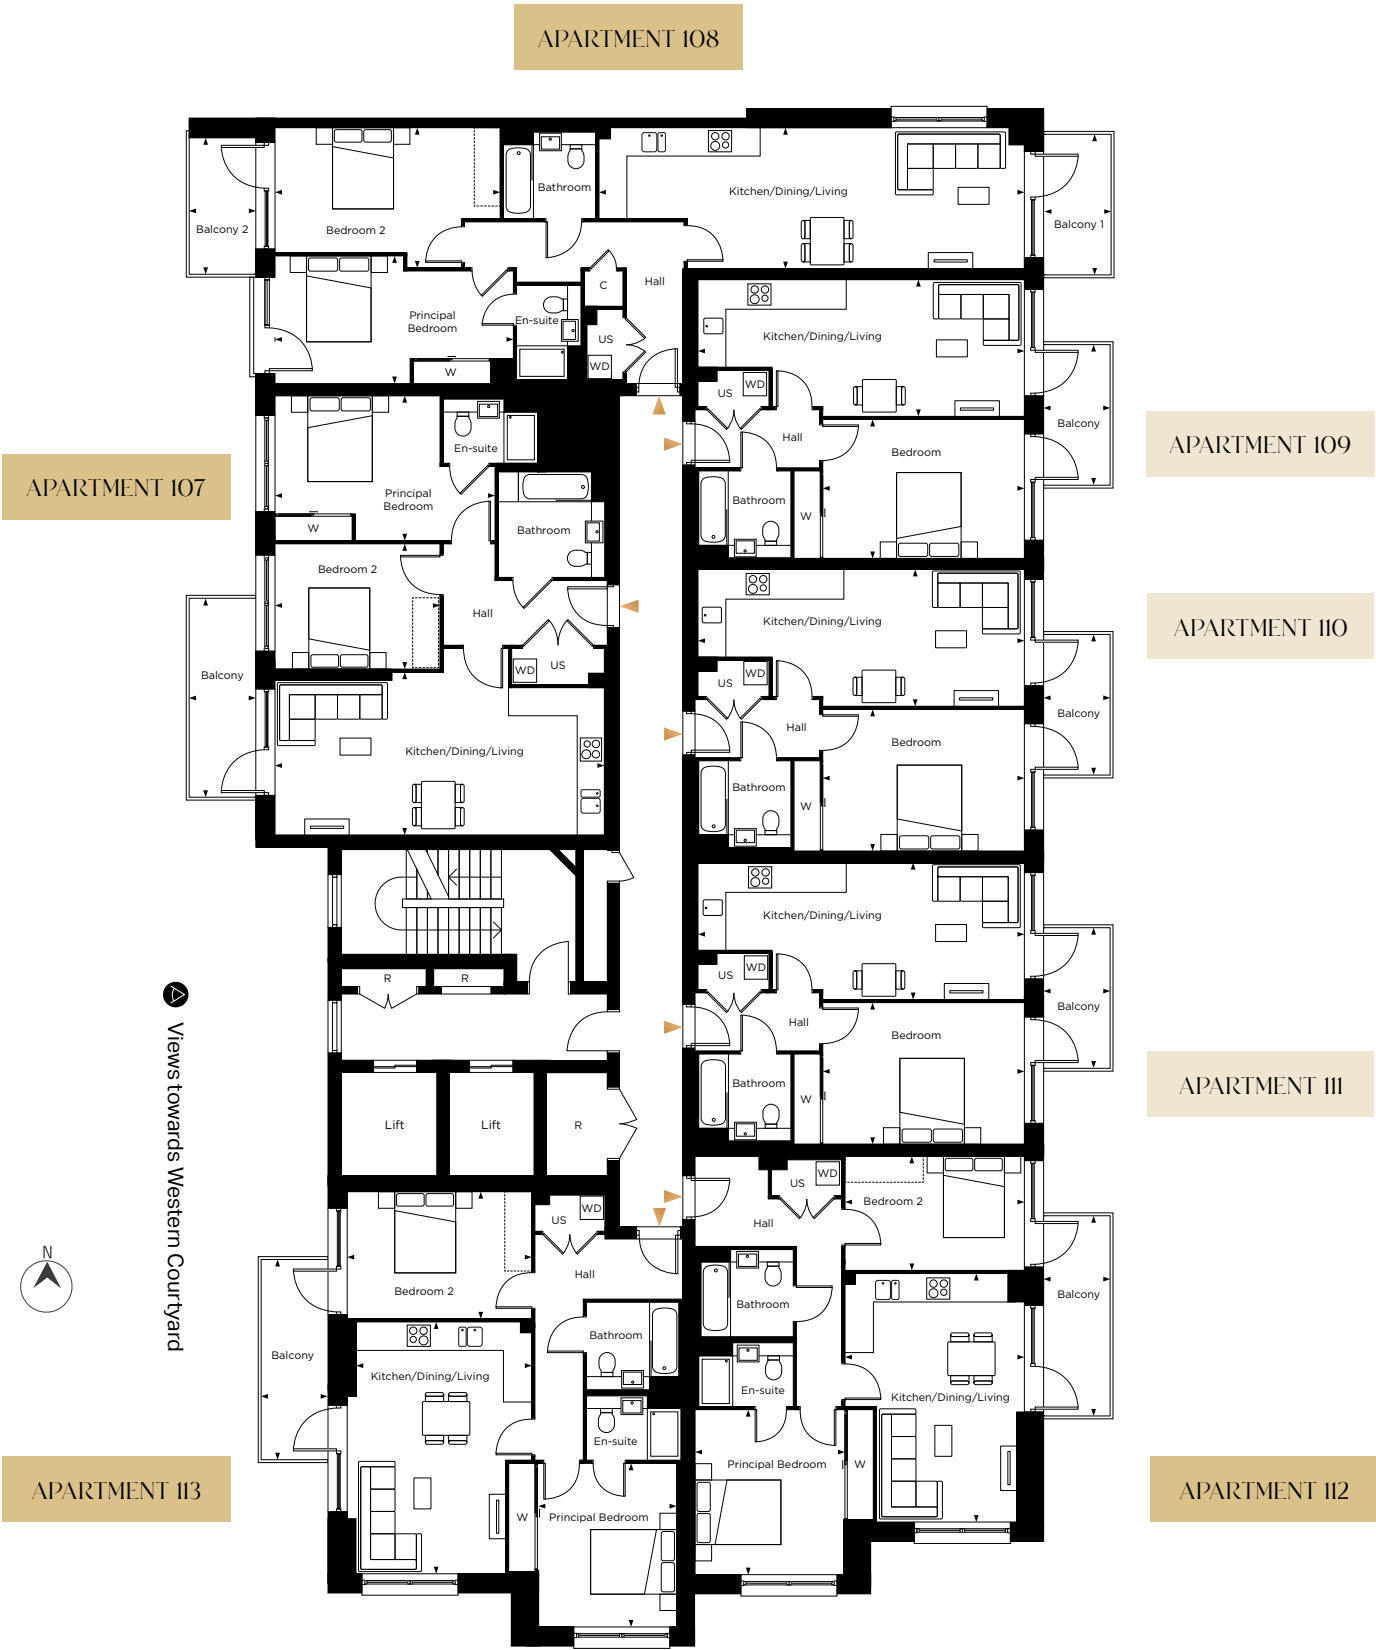 APARTMENT 108
Bedroom 2
Balcony 2
Bathroom
Kitchen/Dining/Living
Balcony 1
Principal
Bedroom
W
En-suite
C
Hall
US
WD
Kitchen/Dining/Living
US
WD
Hall
Bedroom
Bathroom
W
Balcony
APARTMENT 109
APARTMENT 107
En-suite
Principal
Bedroom
W
Bathroom
Bedroom 2
Hall
WD
US
Balcony
Kitchen/Dining/Living
Kitchen/Dining/Living
US
WD
Hall
Bedroom
Bathroom
W
Balcony
APARTMENT 110
R
R
Lift
Lift
R
Kitchen/Dining/Living
US
WD
Hall
Bedroom
Bathroom
W
Balcony
APARTMENT 111
Views towards Western Courtyard
N
US
WD
Hall
Bedroom 2
Bathroom
En-suite
Balcony
Kitchen/Dining/Living
Principal Bedroom
W
APARTMENT 112
Bedroom 2
US
WD
Hall
Bathroom
Balcony
Kitchen/Dining/Living
En-suite
W
Principal Bedroom
APARTMENT 113